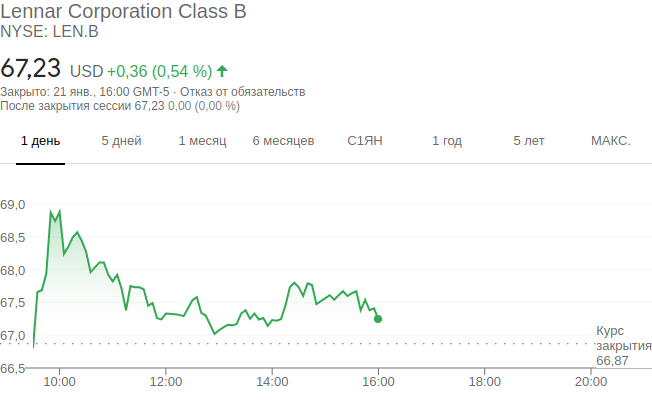 Lennar Corporation Class B
NYSE: LEN.B
67,23 USD +0,36 (0,54 %)
Закрыто: 21 янв., 16:00 GMT-5 · Отказ от обязательств
После закрытия сессии 67,23 0,00 (0,00 %)
1 день 5 дней 1 месяц 6 месяцев С1ЯН 1 год 5 лет МАКС.
69,0
68,5
68,0
67,5
67,0
66,5
Курс
закрытия
66,87
10:00 12:00 14:00 16:00 18:00 20:00